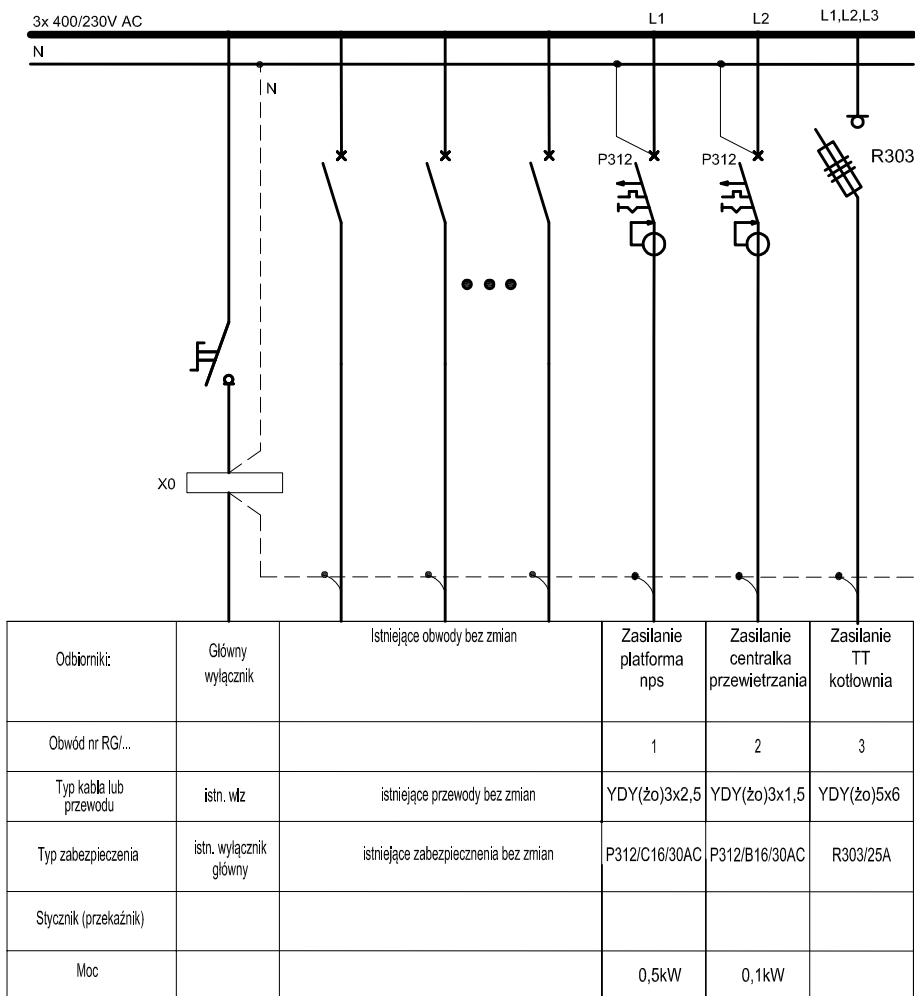 3x 400/230V AC
L1
L2
L1,L2,L3
N
N
P312
P312
R303
X0
Odbiorniki:
Główny
wyłącznik
Istniejące obwody bez zmian
Zasilanie
platforma
nps
Zasilanie
centralka
przewietrzania
Zasilanie
TT
kotłownia
Obwód nr RG/...
1
2
3
Typ kabla lub
przewodu
istn. wlz
istniejące przewody bez zmian
YDY(żo)3x2,5
YDY(żo)3x1,5
YDY(żo)5x6
Typ zabezpieczenia
istn. wyłącznik
główny
istniejące zabezpiecznenia bez zmian
P312/C16/30AC
P312/B16/30AC
R303/25A
Stycznik (przekaźnik)
Moc
0,5kW
0,1kW